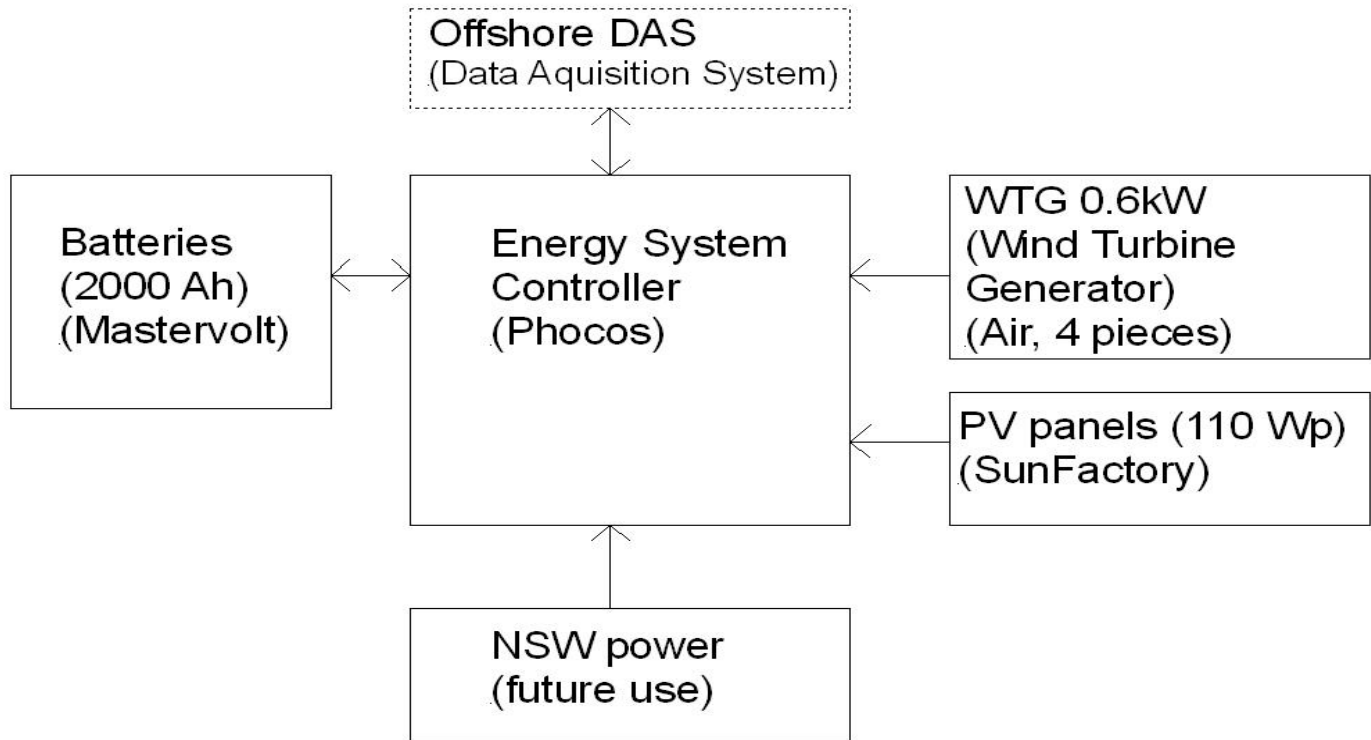 Offshore DAS
(Data Aquisition System)
Batteries
(2000 Ah)
(Mastervolt)
Energy System
Controller
(Phocos)
WTG 0.6kW
(Wind Turbine
Generator)
(Air, 4 pieces)
PV panels (110 Wp)
(SunFactory)
NSW power
(future use)